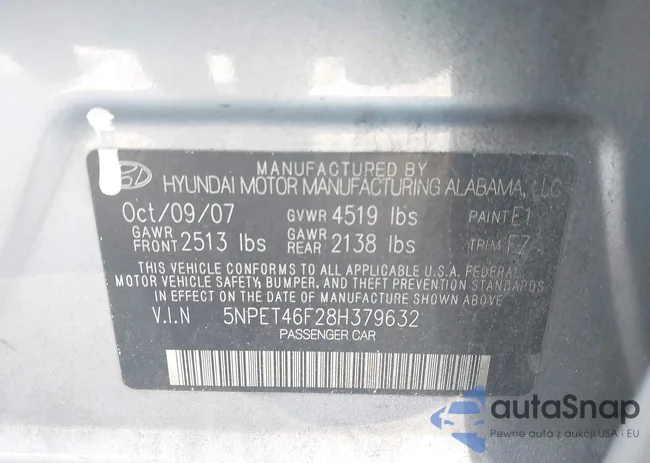 MANUFACTURED BY
HYUNDAI MOTOR MANUFACTURING ALABAMA, LLC
Oct/09/07 GVWR 4519 lbs PAINT E1
GAWR FRONT 2513 lbs GAWR REAR 2138 lbs TRIM FZ
THIS VEHICLE CONFORMS TO ALL APPLICABLE U.S.A. FEDERAL
MOTOR VEHICLE SAFETY, BUMPER, AND THEFT PREVENTION STANDARDS
IN EFFECT ON THE DATE OF MANUFACTURE SHOWN ABOVE.
V.I.N 5NPET46F28H379632
PASSENGER CAR
autaSnap
Pewne auta z aukcji USA i EU